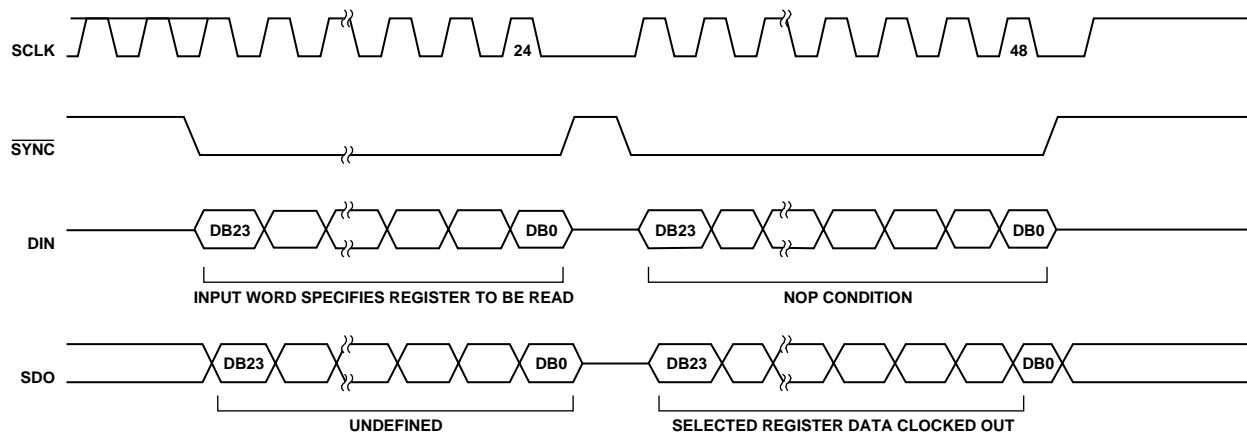 SCLK
24
48
SYNC
DIN
DB23
DB0
DB23
DB0
INPUT WORD SPECIFIES REGISTER TO BE READ
NOP CONDITION
SDO
DB23
DB0
DB23
DB0
UNDEFINED
SELECTED REGISTER DATA CLOCKED OUT